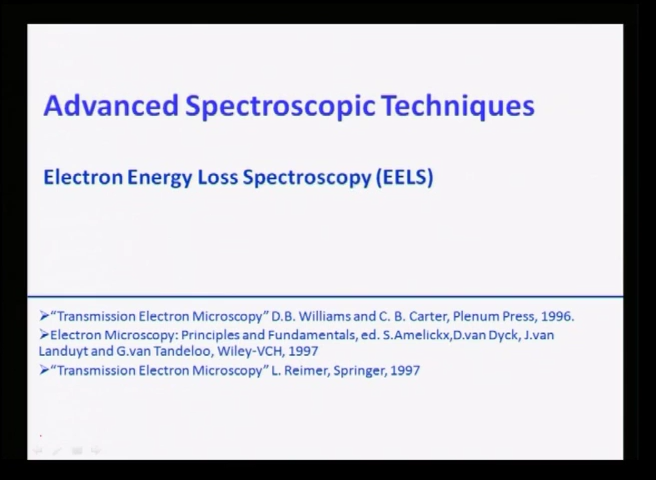 Advanced Spectroscopic Techniques
Electron Energy Loss Spectroscopy (EELS)
➢“Transmission Electron Microscopy” D.B. Williams and C. B. Carter, Plenum Press, 1996.
➢Electron Microscopy: Principles and Fundamentals, ed. S.Amelickx,D.van Dyck, J.van
Landuyt and G.van Tandeloo, Wiley-VCH, 1997
➢“Transmission Electron Microscopy” L. Reimer, Springer, 1997